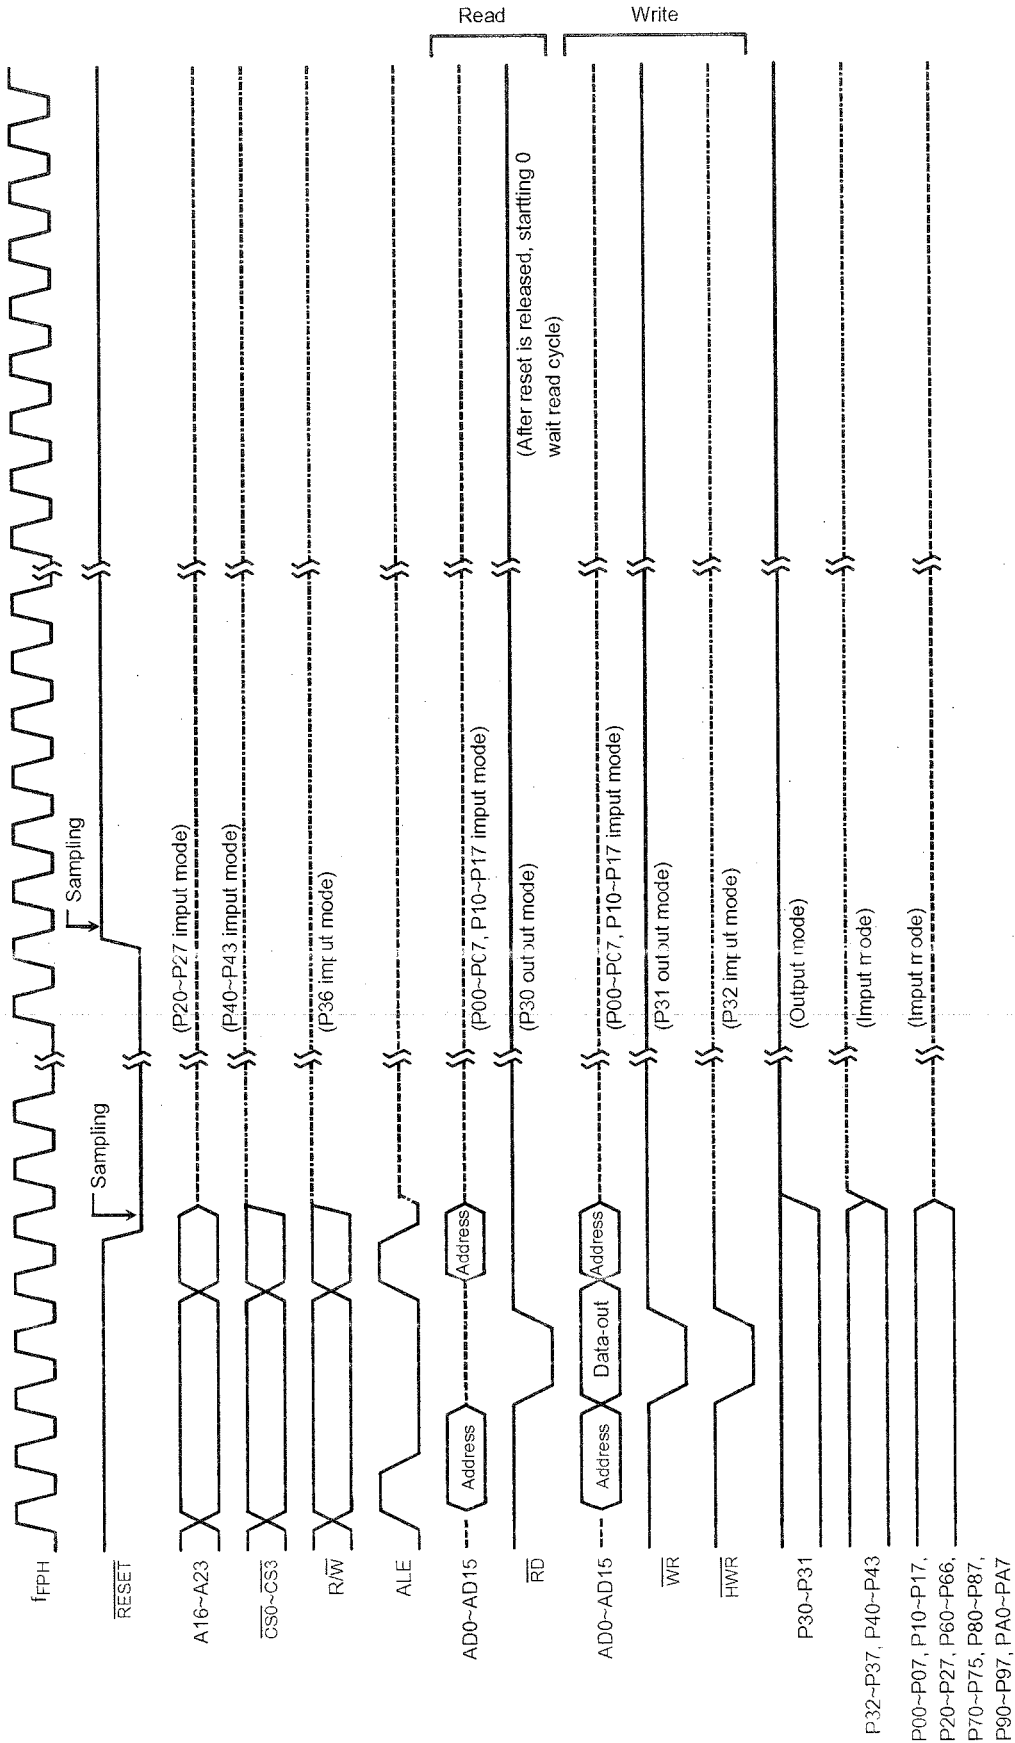 Read
Write
fFPH
RESET
Sampling
Sampling
A16~A23
(P20~P27 imput mode)
CS0~CS3
(P40~P43 imput mode)
R/W
(P36 imput mode)
ALE
AD0~AD15
Address
Address
(P00~P07, P10~P17 imput mode)
RD
(P30 output mode)
(After reset is released, startting 0
wait read cycle)
AD0~AD15
Address
Data-out
Address
(P00~P07, P10~P17 imput mode)
WR
(P31 output mode)
HWR
(P32 imput mode)
P30~P31
(Output mode)
P32~P37, P40~P43
(Imput mode)
P00~P07, P10~P17,
P20~P27, P60~P66,
P70~P75, P80~P87,
P90~P97, PA0~PA7
(Imput mode)